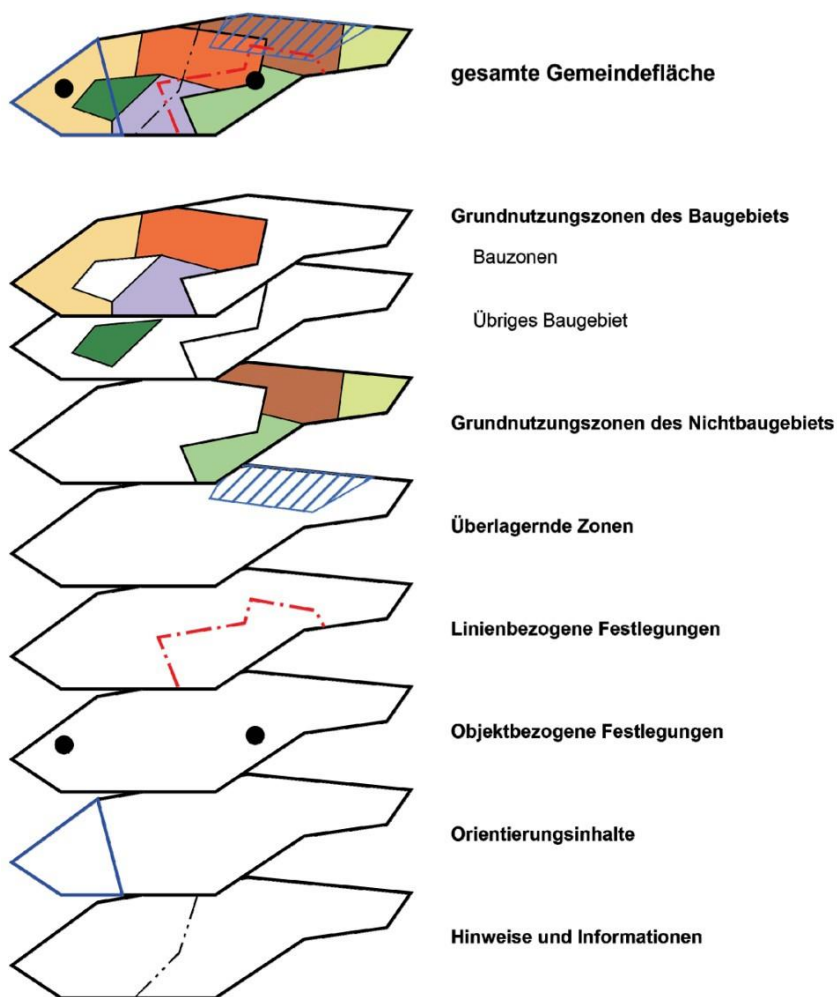 gesamte Gemeindefläche
Grundnutzungszonen des Baugebiets
Bauzonen
Übriges Baugebiet
Grundnutzungszonen des Nichtbaugebiets
Überlagernde Zonen
Linienbezogene Festlegungen
Objektbezogene Festlegungen
Orientierungsinhalte
Hinweise und Informationen